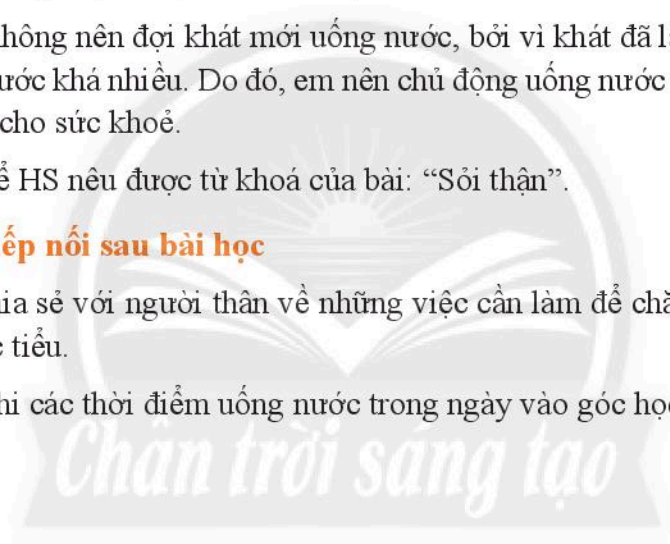 hông nên đợi khát mới uống nước, bởi vì khát đã l
ước khá nhiều. Do đó, em nên chủ động uống nước
cho sức khoẻ.
ể HS nêu được từ khoá của bài: “Sỏi thận”.
ếp nối sau bài học
ia sẻ với người thân về những việc cần làm để chă
c tiểu.
hi các thời điểm uống nước trong ngày vào góc học
Chân trời sáng tạo